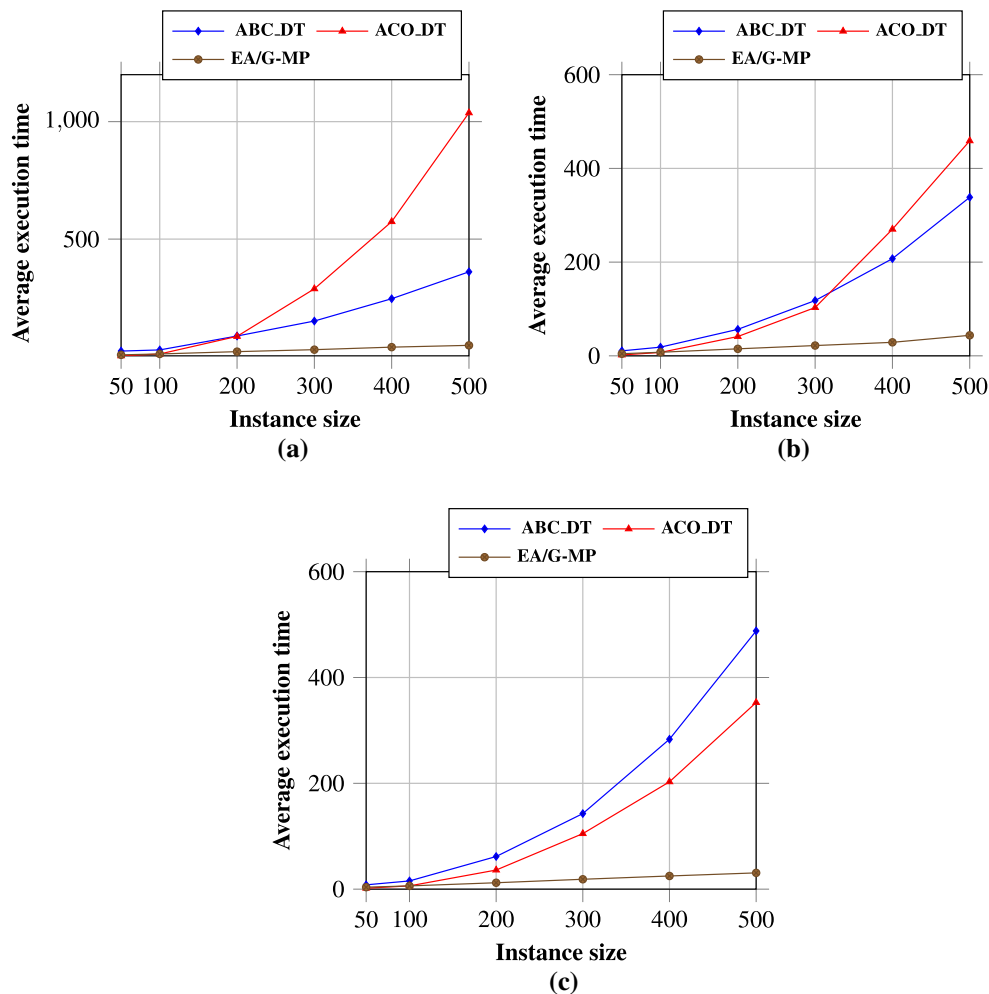 ABC_DT ACO_DT
EA/G-MP
1,000
500
50 100 200 300 400 500
Average execution time
Instance size
(a)
ABC_DT ACO_DT
EA/G-MP
600
400
200
0
50 100 200 300 400 500
Average execution time
Instance size
(b)
ABC_DT ACO_DT
EA/G-MP
600
400
200
0
50 100 200 300 400 500
Average execution time
Instance size
(c)